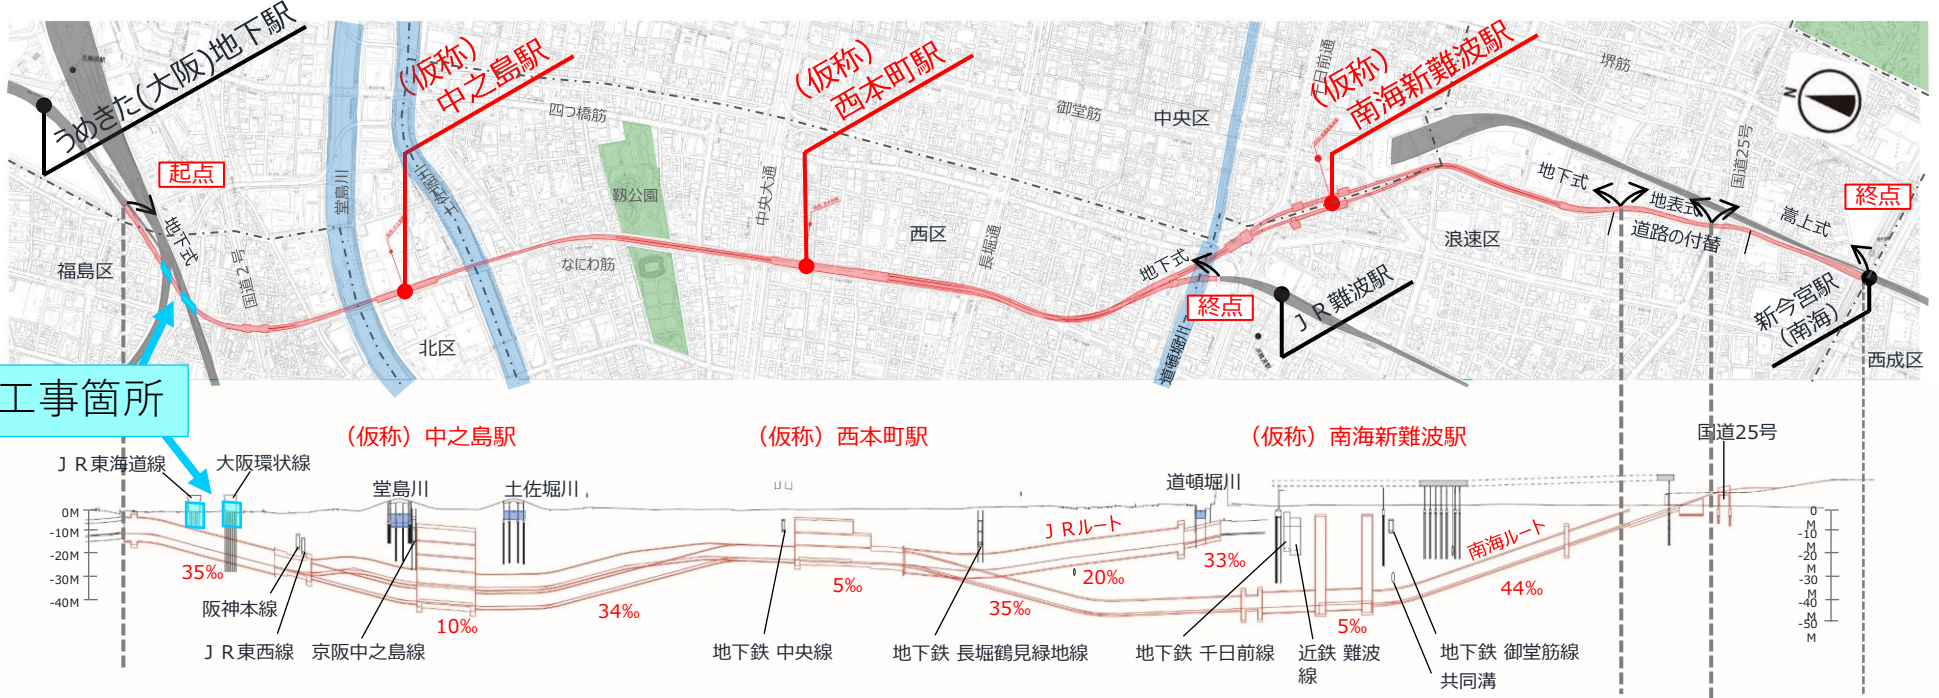 うめきた(大阪)地下駅
(仮称)
中之島駅
(仮称)
西本町駅
(仮称)
南海新難波駅
千日前通
堺筋
N
四つ橋筋
御堂筋
中央区
国道25号
起点
終点
堂島川
土佐堀川
靱公園
中央大通
地下式
地表式
嵩上式
道路の付替
地下式
福島区
国道2号
なにわ筋
西区
長堀通
地下式
浪速区
終点
JR難波駅
新今宮駅
(南海)
北区
道頓堀川
西成区
工事箇所
(仮称) 中之島駅
(仮称) 西本町駅
(仮称) 南海新難波駅
国道25号
JR東海道線
大阪環状線
堂島川
土佐堀川
道頓堀川
0M
-10M
-20M
-30M
-40M
JRルート
南海ルート
0
M
-10
M
-20
M
-30
M
-40
M
-50
M
35‰
10‰
34‰
5‰
35‰
20‰
33‰
5‰
44‰
阪神本線
JR東西線
京阪中之島線
地下鉄 中央線
地下鉄 長堀鶴見緑地線
地下鉄 千日前線
近鉄 難波
線
地下鉄 御堂筋線
共同溝